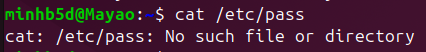 minhb5d@Mayao:~$ cat /etc/pass
cat: /etc/pass: No such file or directory